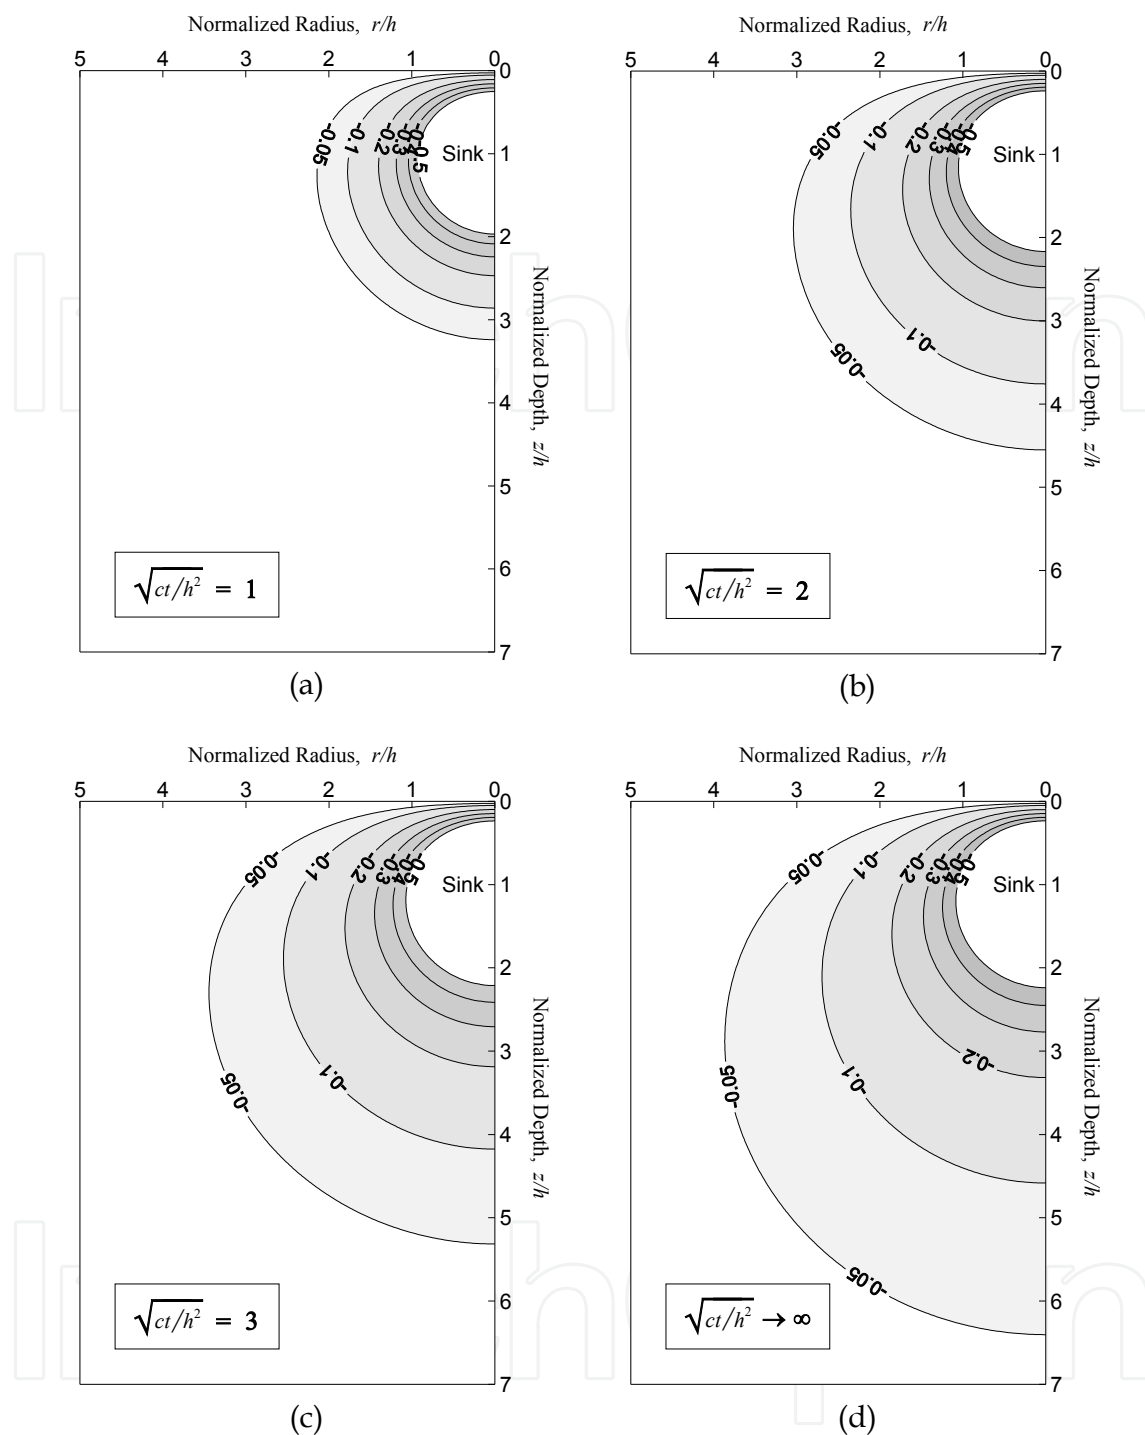 Normalized Radius, r/h
5 4 3 2 1 0
0
1
2
3
4
5
6
7
-0.05
-0.1
-0.2
-0.3
-0.4
-0.5
Sink
Normalized Depth, z/h
√ct/h² = 1
(a)
Normalized Radius, r/h
5 4 3 2 1 0
0
1
2
3
4
5
6
7
-0.05
-0.1
-0.2
-0.3
-0.4
-0.5
Sink
-0.1
-0.05
Normalized Depth, z/h
√ct/h² = 2
(b)
Normalized Radius, r/h
5 4 3 2 1 0
0
1
2
3
4
5
6
7
-0.05
-0.1
-0.2
-0.3
-0.4
-0.5
Sink
-0.1
-0.05
Normalized Depth, z/h
√ct/h² = 3
(c)
Normalized Radius, r/h
5 4 3 2 1 0
0
1
2
3
4
5
6
7
-0.05
-0.1
-0.2
-0.3
-0.4
-0.5
Sink
-0.2
-0.1
-0.05
-0.05
Normalized Depth, z/h
√ct/h² → ∞
(d)